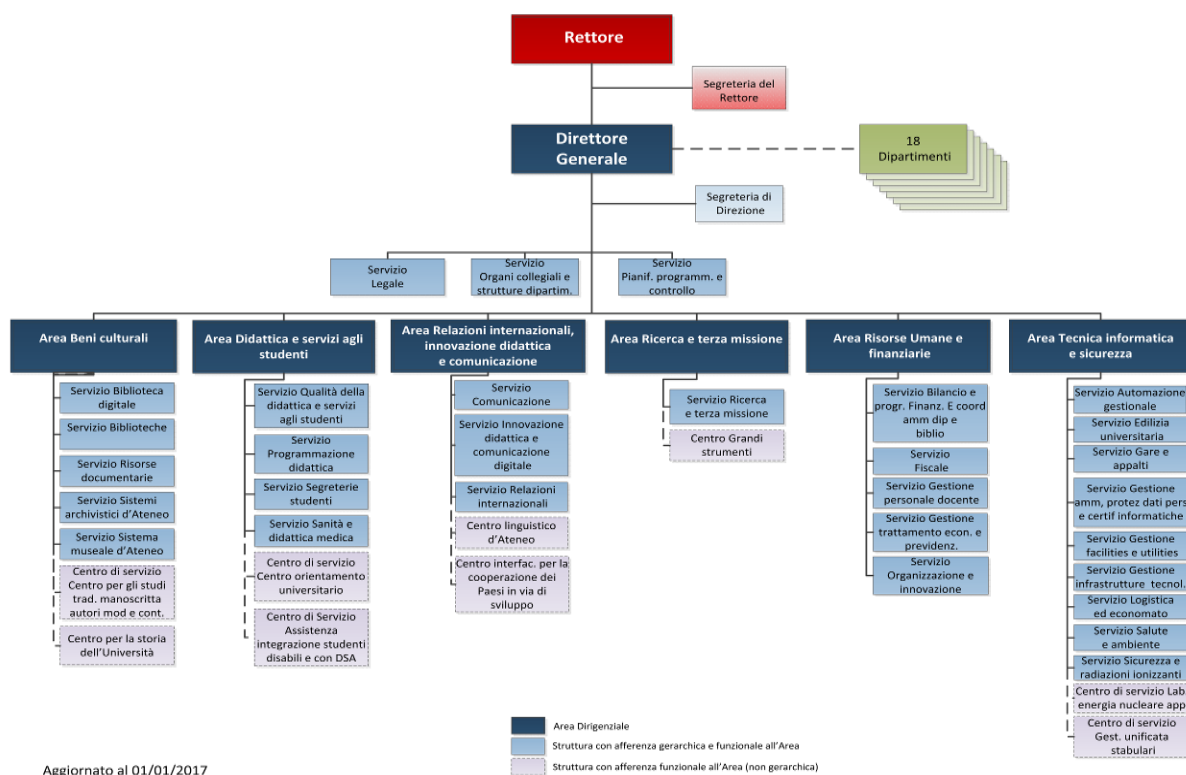 Rettore
Segreteria del
Rettore
Direttore
Generale
18
Dipartimenti
Segreteria di
Direzione
Servizio
Legale
Servizio
Organi collegiali e
strutture dipartim.
Servizio
Pianif. programm. e
controllo
Area Beni culturali
Servizio Biblioteca
digitale
Servizio Biblioteche
Servizio Risorse
documentarie
Servizio Sistemi
archivistici d'Ateneo
Servizio Sistema
museale d'Ateneo
Centro di servizio
Centro per gli studi
trad. manoscritta
autori mod e cont.
Centro per la storia
dell'Università
Area Didattica e servizi agli
studenti
Servizio Qualità della
didattica e servizi
agli studenti
Servizio
Programmazione
didattica
Servizio Segreterie
studenti
Servizio Sanità e
didattica medica
Centro di servizio
Centro orientamento
universitario
Centro di Servizio
Assistenza
integrazione studenti
disabili e con DSA
Area Relazioni internazionali,
innovazione didattica
e comunicazione
Servizio
Comunicazione
Servizio Innovazione
didattica e
comunicazione
digitale
Servizio Relazioni
internazionali
Centro linguistico
d'Ateneo
Centro interfac. per la
cooperazione dei
Paesi in via di
sviluppo
Area Ricerca e terza missione
Servizio Ricerca
e terza missione
Centro Grandi
strumenti
Area Risorse Umane e
finanziarie
Servizio Bilancio e
progr. Finanz. E coord
amm dip e
biblio
Servizio
Fiscale
Servizio Gestione
personale docente
Servizio Gestione
trattamento econ. e
previdenz.
Servizio
Organizzazione e
innovazione
Area Tecnica informatica
e sicurezza
Servizio Automazione
gestionale
Servizio Edilizia
universitaria
Servizio Gare e
appalti
Servizio Gestione
amm, protez dati pers
e certif informatiche
Servizio Gestione
facilities e utilities
Servizio Gestione
infrastrutture tecnol.
Servizio Logistica
ed economato
Servizio Salute
e ambiente
Servizio Sicurezza e
radiazioni ionizzanti
Centro di servizio Lab
energia nucleare app
Centro di servizio
Gest. unificata
stabulari
Area Dirigenziale
Struttura con afferenza gerarchica e funzionale all'Area
Struttura con afferenza funzionale all'Area (non gerarchica)
Aggiornato al 01/01/2017